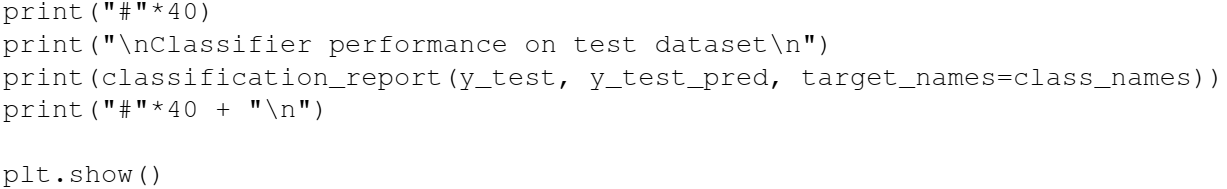 print("#"*40)
print("\nClassifier performance on test dataset\n")
print(classification_report(y_test, y_test_pred, target_names=class_names))
print("#"*40 + "\n")

plt.show()